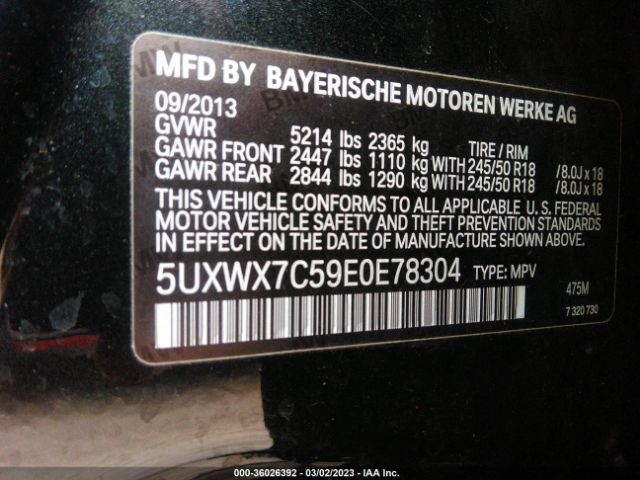 MFD BY BAYERISCHE MOTOREN WERKE AG
09/2013
GVWR 5214 lbs 2365 kg TIRE / RIM
GAWR FRONT 2447 lbs 1110 kg WITH 245/50 R18 / 8.0J x 18
GAWR REAR 2844 lbs 1290 kg WITH 245/50 R18 / 8.0J x 18
THIS VEHICLE CONFORMS TO ALL APPLICABLE U. S. FEDERAL
MOTOR VEHICLE SAFETY AND THEFT PREVENTION STANDARDS
IN EFFECT ON THE DATE OF MANUFACTURE SHOWN ABOVE.
5UXWX7C59E0E78304 TYPE: MPV
475M
7 320 730
000-36026392 - 03/02/2023 - IAA Inc.